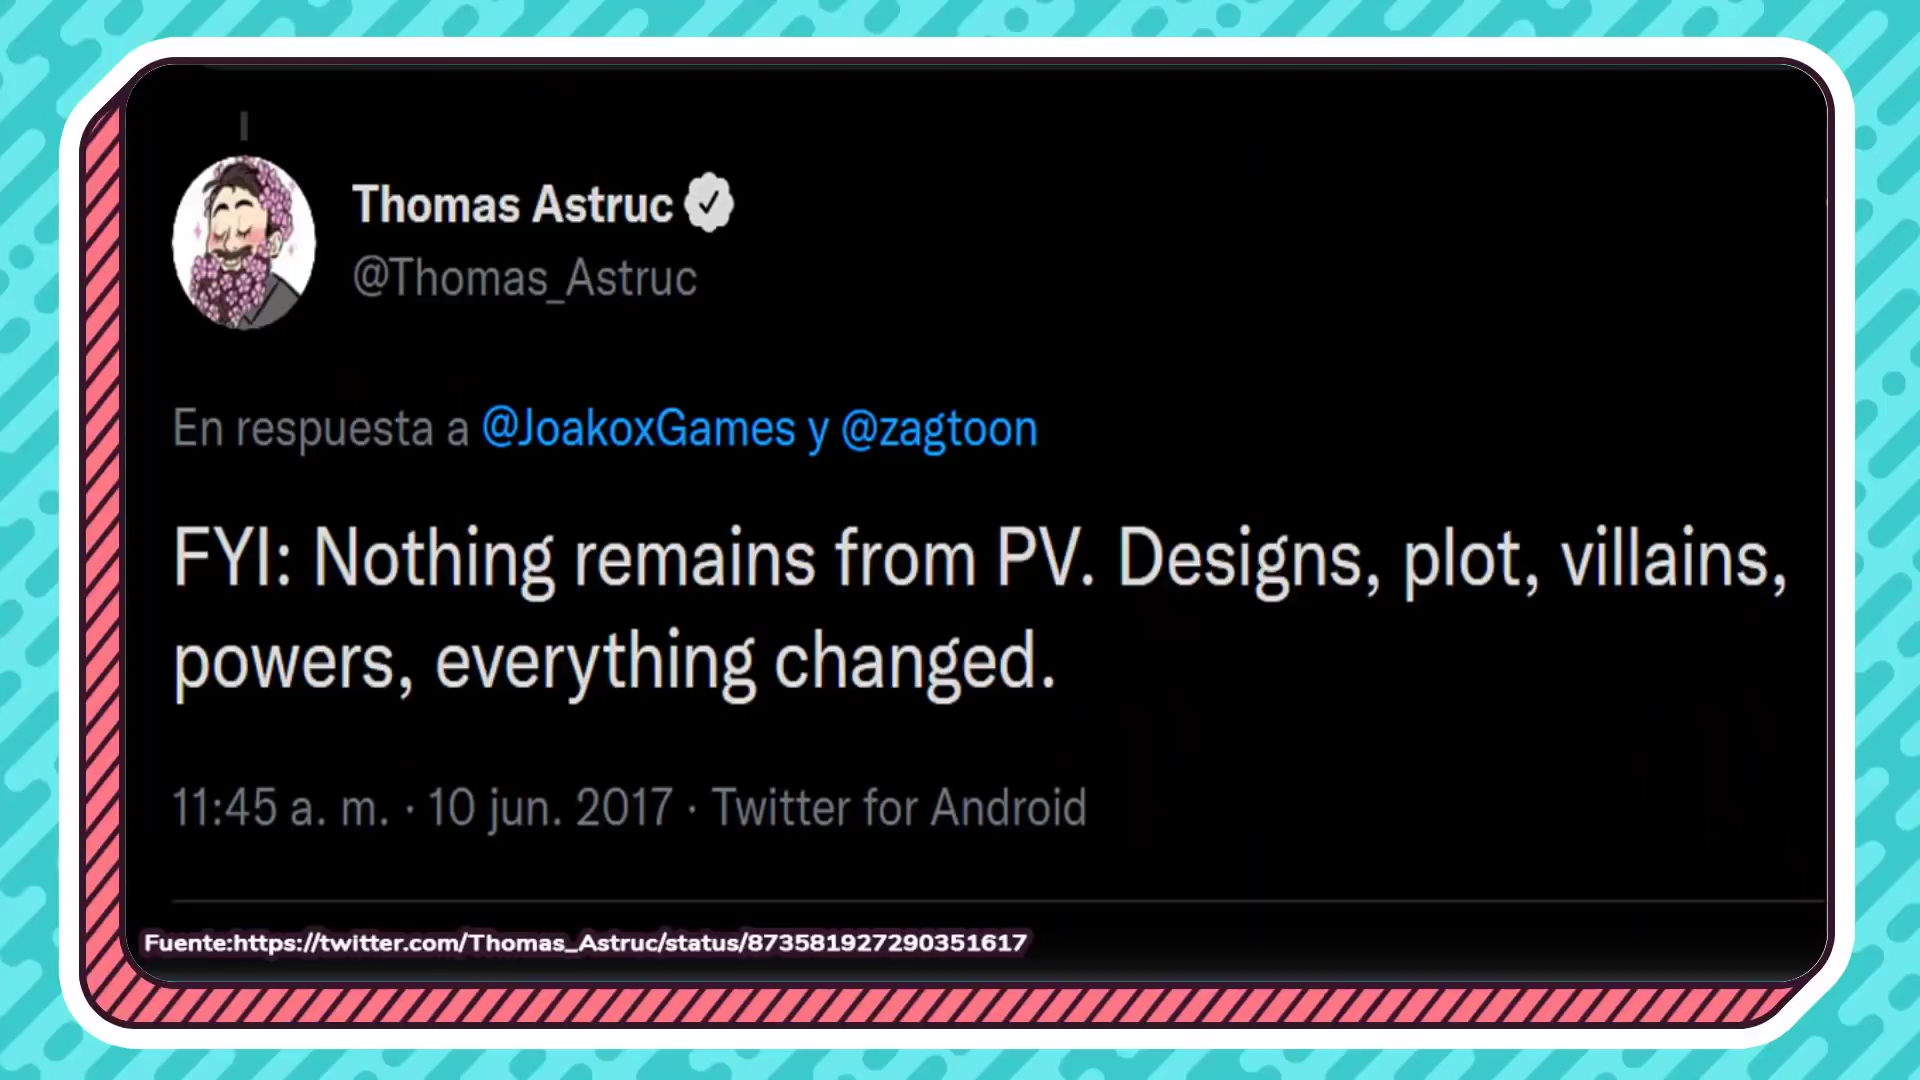 Thomas Astruc
@Thomas_Astruc
En respuesta a @JoakoxGames y @zagtoon
FYI: Nothing remains from PV. Designs, plot, villains,
powers, everything changed.
11:45 a. m. · 10 jun. 2017 · Twitter for Android
Fuente:https://twitter.com/Thomas_Astruc/status/873581927290351617